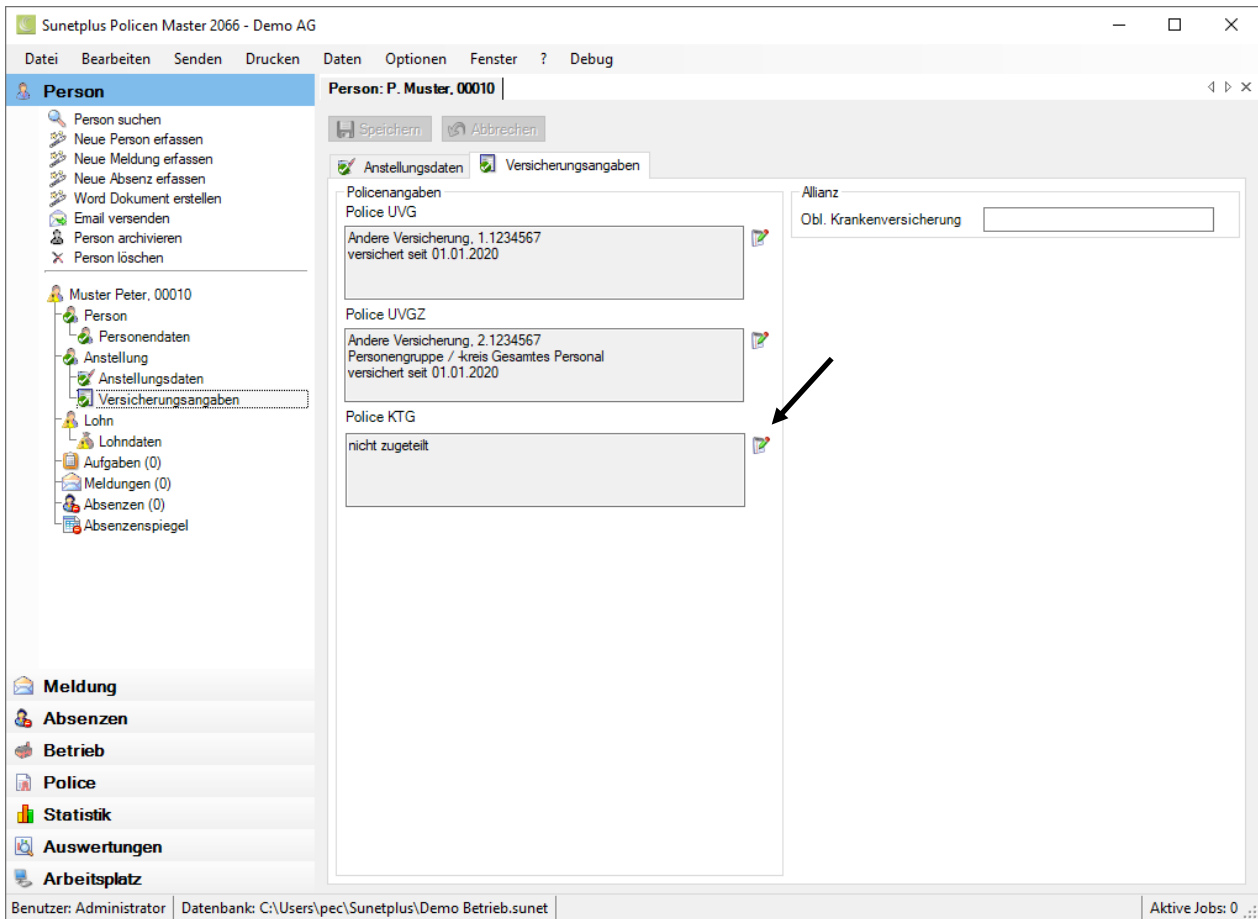 Sunetplus Policen Master 2066 - Demo AG
Datei Bearbeiten Senden Drucken Daten Optionen Fenster ? Debug
Person
Person suchen
Neue Person erfassen
Neue Meldung erfassen
Neue Absenz erfassen
Word Dokument erstellen
Email versenden
Person archivieren
Person löschen
Muster Peter, 00010
Person
Personendaten
Anstellung
Anstellungsdaten
Versicherungsangaben
Lohn
Lohndaten
Aufgaben (0)
Meldungen (0)
Absenzen (0)
Absenzenspiegel
Meldung
Absenzen
Betrieb
Police
Statistik
Auswertungen
Arbeitsplatz
Person: P. Muster, 00010
Speichern Abbrechen
Anstellungsdaten Versicherungsangaben
Policenangaben
Police UVG
Andere Versicherung, 1.1234567
versichert seit 01.01.2020
Police UVGZ
Andere Versicherung, 2.1234567
Personengruppe / -kreis Gesamtes Personal
versichert seit 01.01.2020
Police KTG
nicht zugeteilt
Allianz
Obl. Krankenversicherung
Benutzer: Administrator Datenbank: C:\Users\pec\Sunetplus\Demo Betrieb.sunet Aktive Jobs: 0